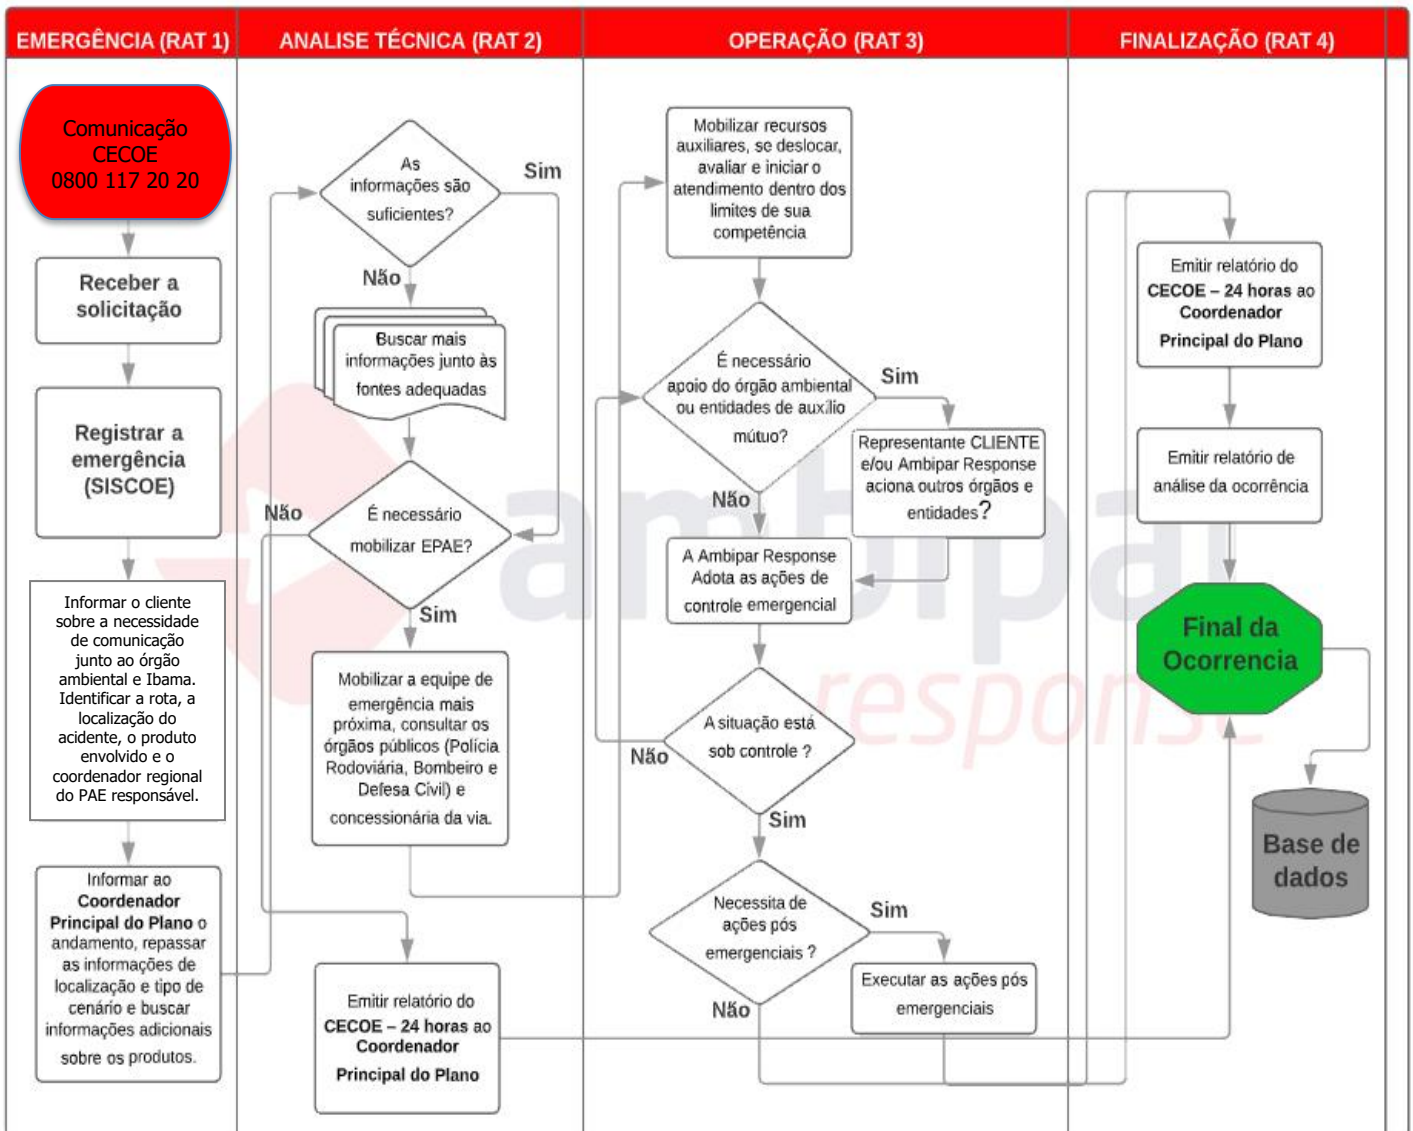 EMERGÊNCIA (RAT 1)
ANALISE TÉCNICA (RAT 2)
OPERAÇÃO (RAT 3)
FINALIZAÇÃO (RAT 4)
Comunicação
CECOE
0800 117 20 20
Receber a
solicitação
Registrar a
emergência
(SISCOE)
Informar o cliente
sobre a necessidade
de comunicação
junto ao órgão
ambiental e Ibama.
Identificar a rota, a
localização do
acidente, o produto
envolvido e o
coordenador regional
do PAE responsável.
Informar ao
Coordenador
Principal do Plano o
andamento, repassar
as informações de
localização e tipo de
cenário e buscar
informações adicionais
sobre os produtos.
As
informações são
suficientes?
Sim
Não
Buscar mais
informações junto às
fontes adequadas
É necessário
mobilizar EPAE?
Não
Sim
Mobilizar a equipe de
emergência mais
próxima, consultar os
órgãos públicos (Polícia
Rodoviária, Bombeiro e
Defesa Civil) e
concessionária da via.
Emitir relatório do
CECOE – 24 horas ao
Coordenador
Principal do Plano
Mobilizar recursos
auxiliares, se deslocar,
avaliar e iniciar o
atendimento dentro dos
limites de sua
competência
É necessário
apoio do órgão ambiental
ou entidades de auxílio
mútuo?
Sim
Não
Representante CLIENTE
e/ou Ambipar Response
aciona outros órgãos e
entidades?
A Ambipar Response
Adota as ações de
controle emergencial
A situação está
sob controle ?
Não
Sim
Necessita de
ações pós
emergenciais ?
Sim
Não
Executar as ações pós
emergenciais
Emitir relatório do
CECOE – 24 horas ao
Coordenador
Principal do Plano
Emitir relatório de
análise da ocorrência
Final da
Ocorrencia
Base de
dados
ambipar
response